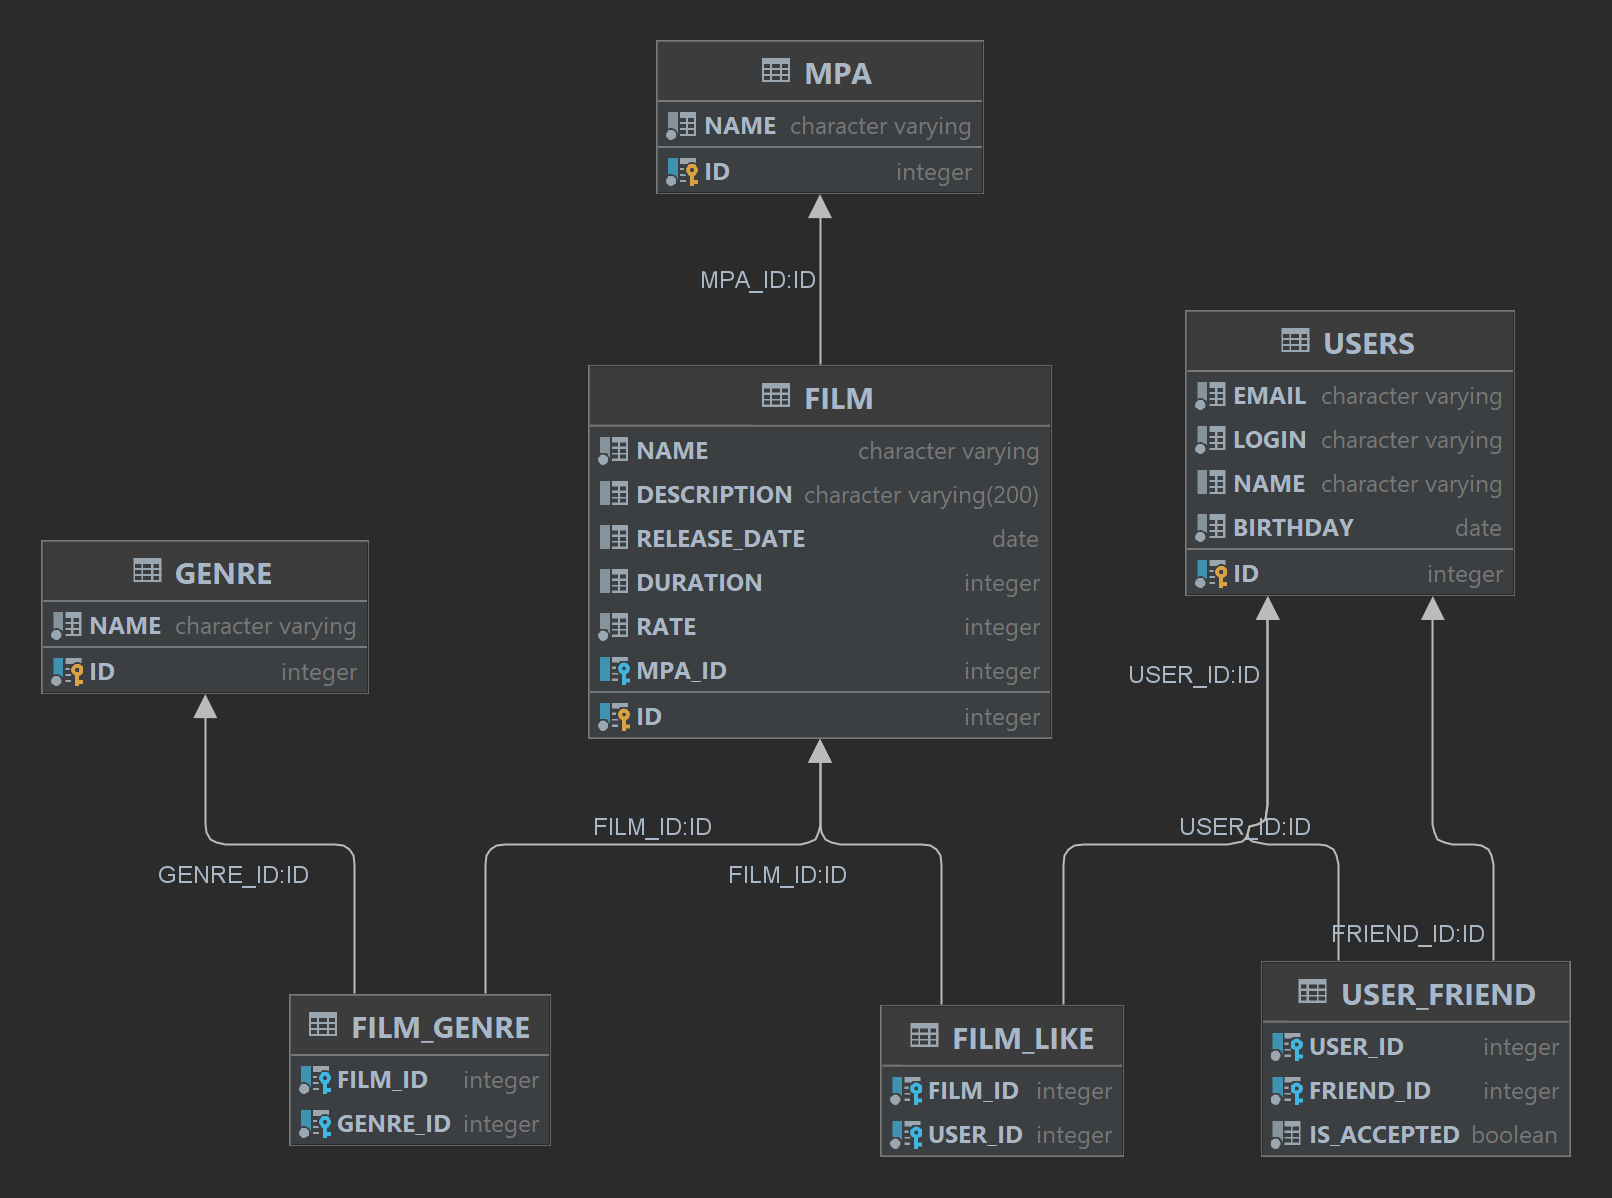 MPA
NAME character varying
ID integer
MPA_ID:ID
FILM
NAME character varying
DESCRIPTION character varying(200)
RELEASE_DATE date
DURATION integer
RATE integer
MPA_ID integer
ID integer
USERS
EMAIL character varying
LOGIN character varying
NAME character varying
BIRTHDAY date
ID integer
GENRE
NAME character varying
ID integer
USER_ID:ID
FILM_ID:ID
USER_ID:ID
GENRE_ID:ID
FILM_ID:ID
FRIEND_ID:ID
FILM_GENRE
FILM_ID integer
GENRE_ID integer
FILM_LIKE
FILM_ID integer
USER_ID integer
USER_FRIEND
USER_ID integer
FRIEND_ID integer
IS_ACCEPTED boolean